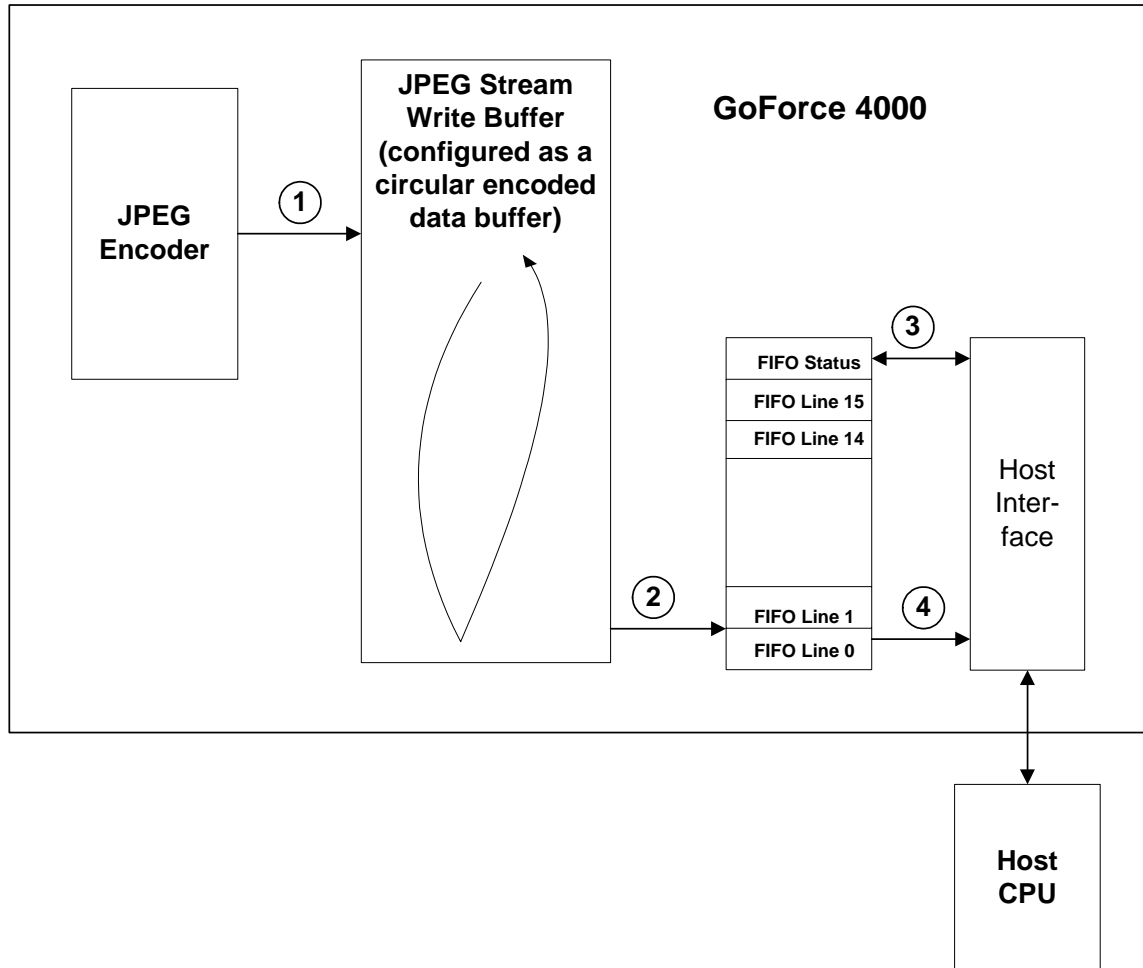 JPEG
Encoder
1
JPEG Stream
Write Buffer
(configured as a
circular encoded
data buffer)
GoForce 4000
2
FIFO Status
FIFO Line 15
FIFO Line 14
FIFO Line 1
FIFO Line 0
3
4
Host
Inter-
face
Host
CPU